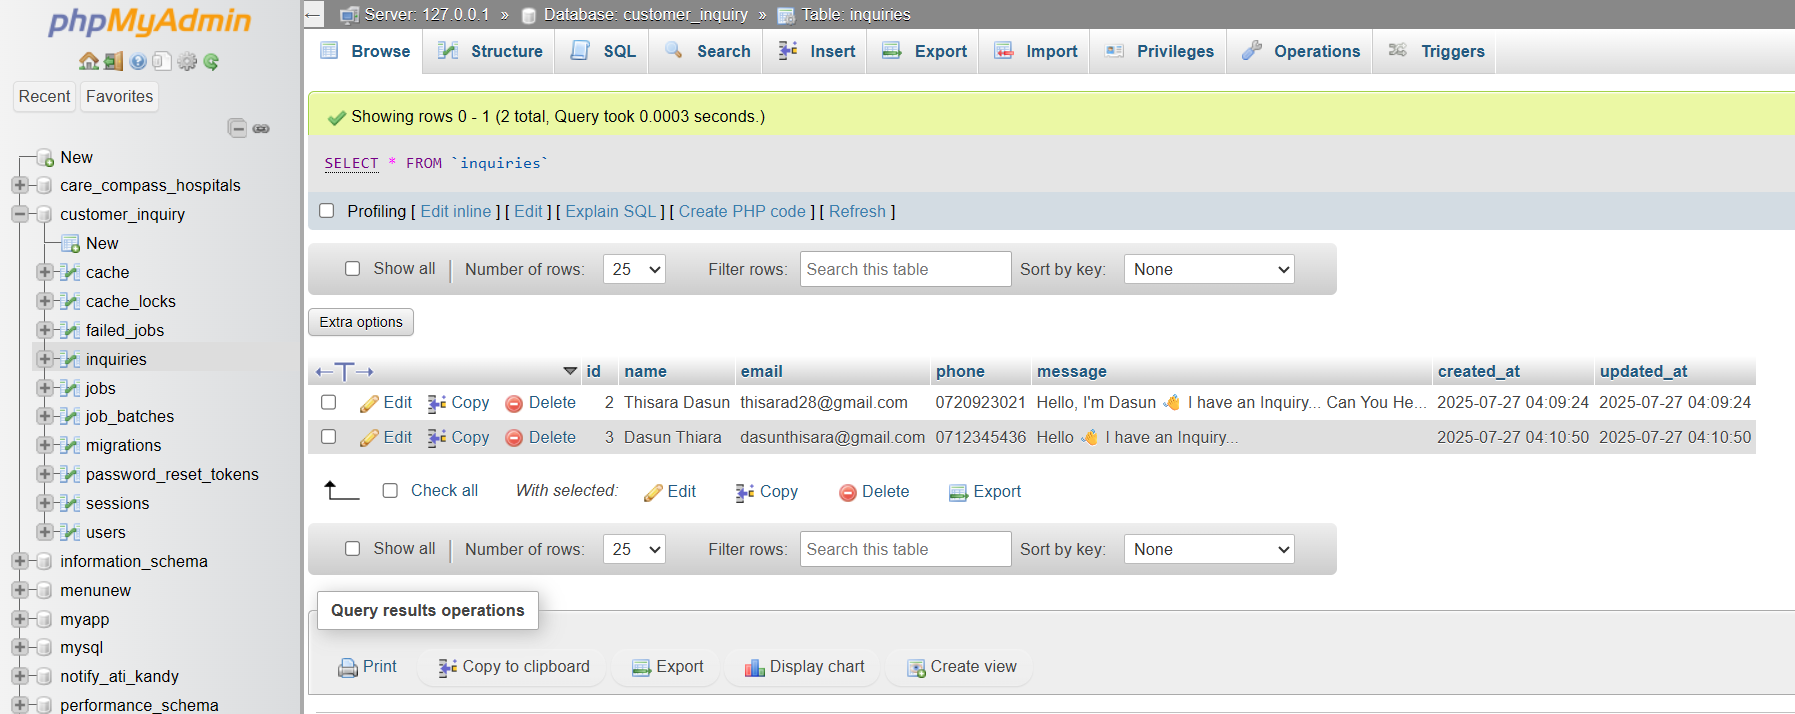 phpMyAdmin
Recent Favorites
New
care_compass_hospitals
customer_inquiry
New
cache
cache_locks
failed_jobs
inquiries
jobs
job_batches
migrations
password_reset_tokens
sessions
users
information_schema
menunew
myapp
mysql
notify_ati_kandy
performance_schema
Server: 127.0.0.1 » Database: customer_inquiry » Table: inquiries
Browse Structure SQL Search Insert Export Import Privileges Operations Triggers
Showing rows 0 - 1 (2 total, Query took 0.0003 seconds.)
SELECT * FROM `inquiries`
Profiling [ Edit inline ] [ Edit ] [ Explain SQL ] [ Create PHP code ] [ Refresh ]
Show all Number of rows: 25 Filter rows: Search this table Sort by key: None
Extra options
←T→ id name email phone message created_at updated_at
Edit Copy Delete 2 Thisara Dasun thisarad28@gmail.com 0720923021 Hello, I'm Dasun 👋 I have an Inquiry... Can You He... 2025-07-27 04:09:24 2025-07-27 04:09:24
Edit Copy Delete 3 Dasun Thiara dasunthisara@gmail.com 0712345436 Hello 👋 I have an Inquiry... 2025-07-27 04:10:50 2025-07-27 04:10:50
Check all With selected: Edit Copy Delete Export
Show all Number of rows: 25 Filter rows: Search this table Sort by key: None
Query results operations
Print Copy to clipboard Export Display chart Create view